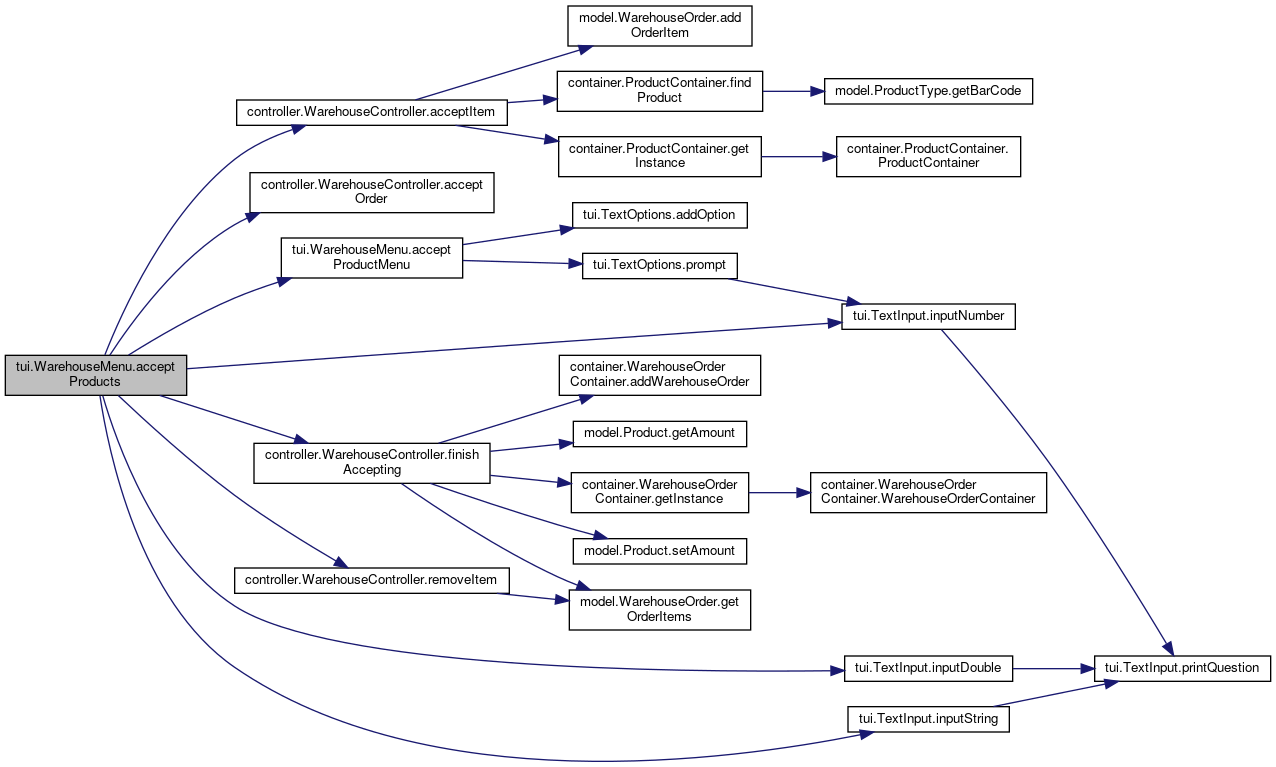 model.WarehouseOrder.add
OrderItem
container.ProductContainer.find
Product
model.ProductType.getBarCode
controller.WarehouseController.acceptItem
container.ProductContainer.get
Instance
container.ProductContainer.
ProductContainer
controller.WarehouseController.accept
Order
tui.TextOptions.addOption
tui.WarehouseMenu.accept
ProductMenu
tui.TextOptions.prompt
tui.TextInput.inputNumber
tui.WarehouseMenu.accept
Products
container.WarehouseOrder
Container.addWarehouseOrder
model.Product.getAmount
controller.WarehouseController.finish
Accepting
container.WarehouseOrder
Container.getInstance
container.WarehouseOrder
Container.WarehouseOrderContainer
model.Product.setAmount
controller.WarehouseController.removeItem
model.WarehouseOrder.get
OrderItems
tui.TextInput.inputDouble
tui.TextInput.printQuestion
tui.TextInput.inputString